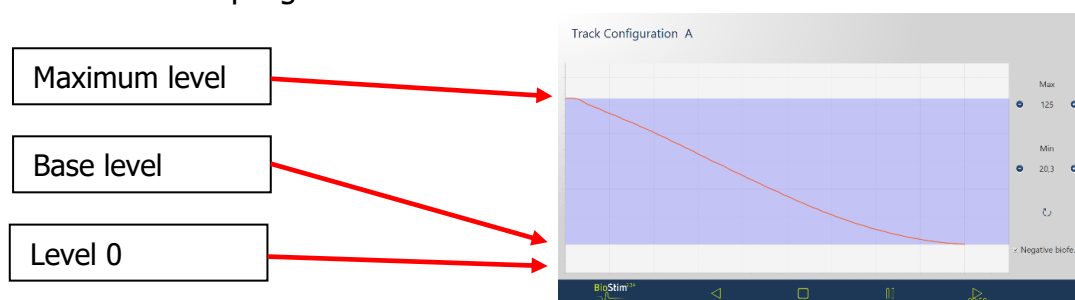 Track Configuration A
Maximum level
Max
125
Base level
Min
20,3
Level 0
Negative biofe.
BioStim